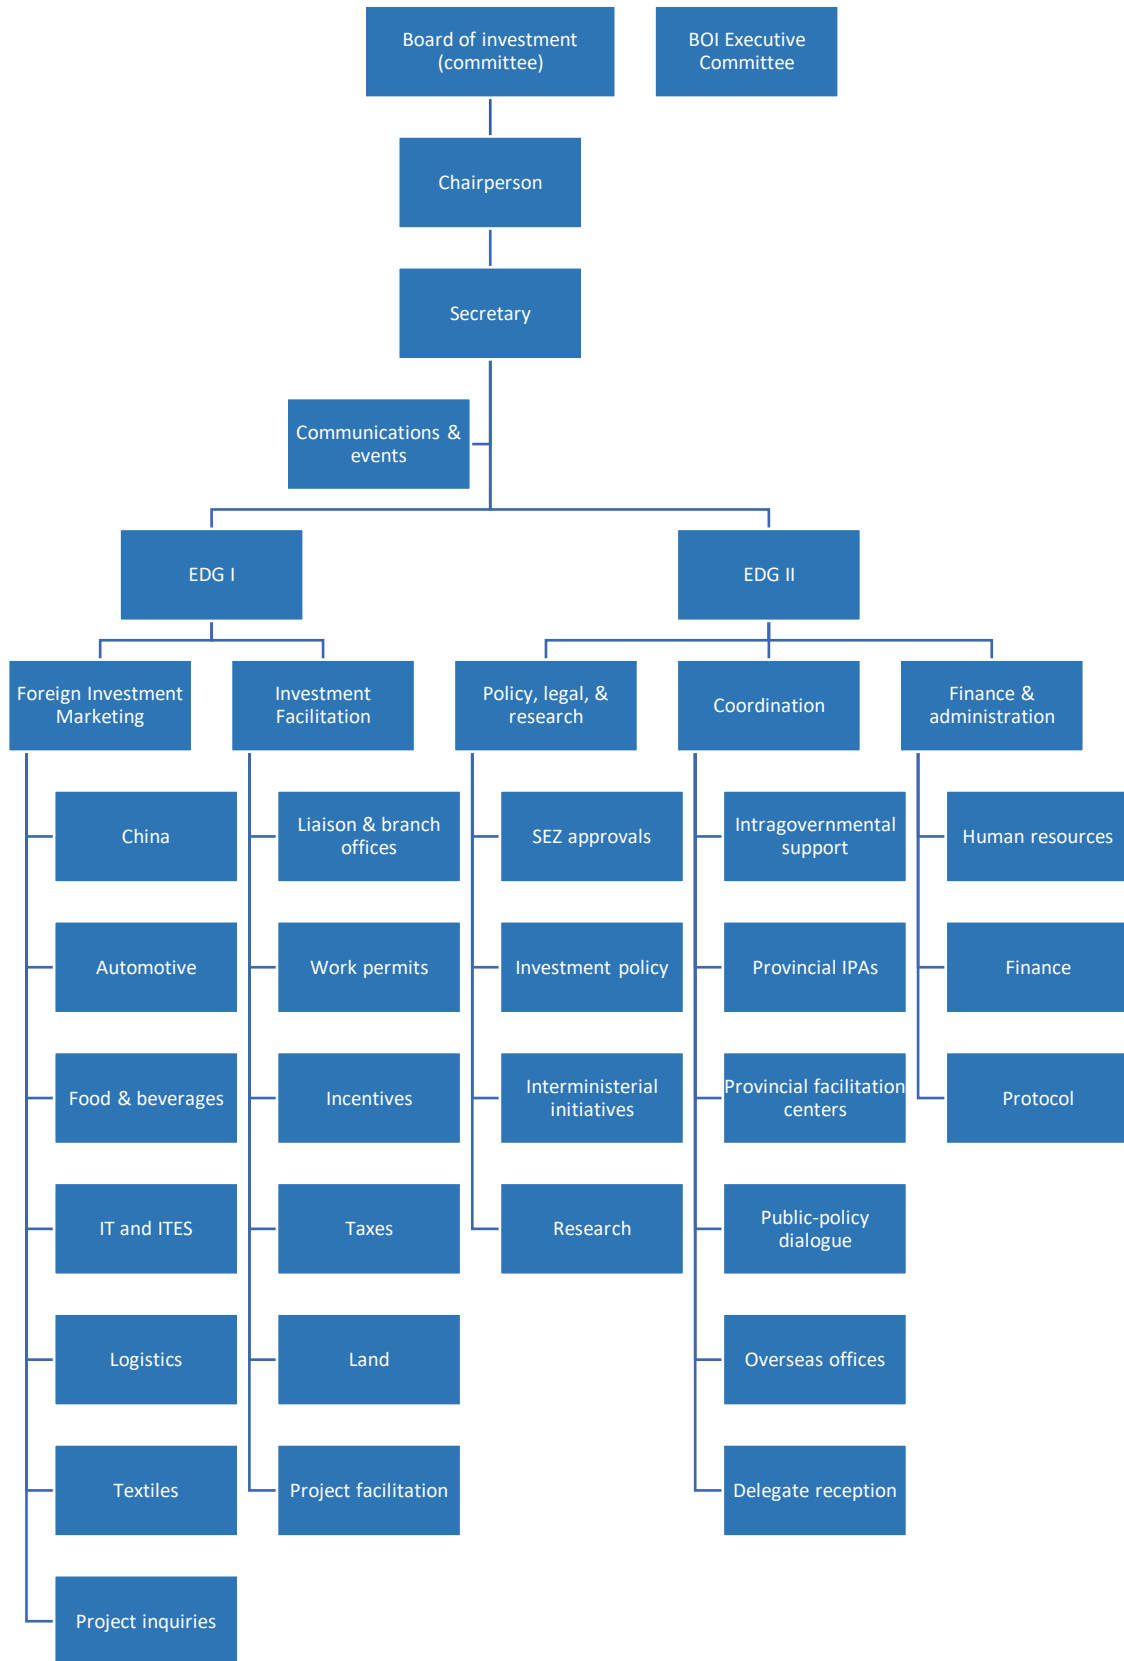 Board of investment
(committee)
BOI Executive
Committee
Chairperson
Secretary
Communications &
events
EDG I
EDG II
Foreign Investment
Marketing
Investment
Facilitation
Policy, legal, &
research
Coordination
Finance &
administration
China
Automotive
Food & beverages
IT and ITES
Logistics
Textiles
Project inquiries
Liaison & branch
offices
Work permits
Incentives
Taxes
Land
Project facilitation
SEZ approvals
Investment policy
Interministerial
initiatives
Research
Intragovernmental
support
Provincial IPAs
Provincial facilitation
centers
Public-policy
dialogue
Overseas offices
Delegate reception
Human resources
Finance
Protocol